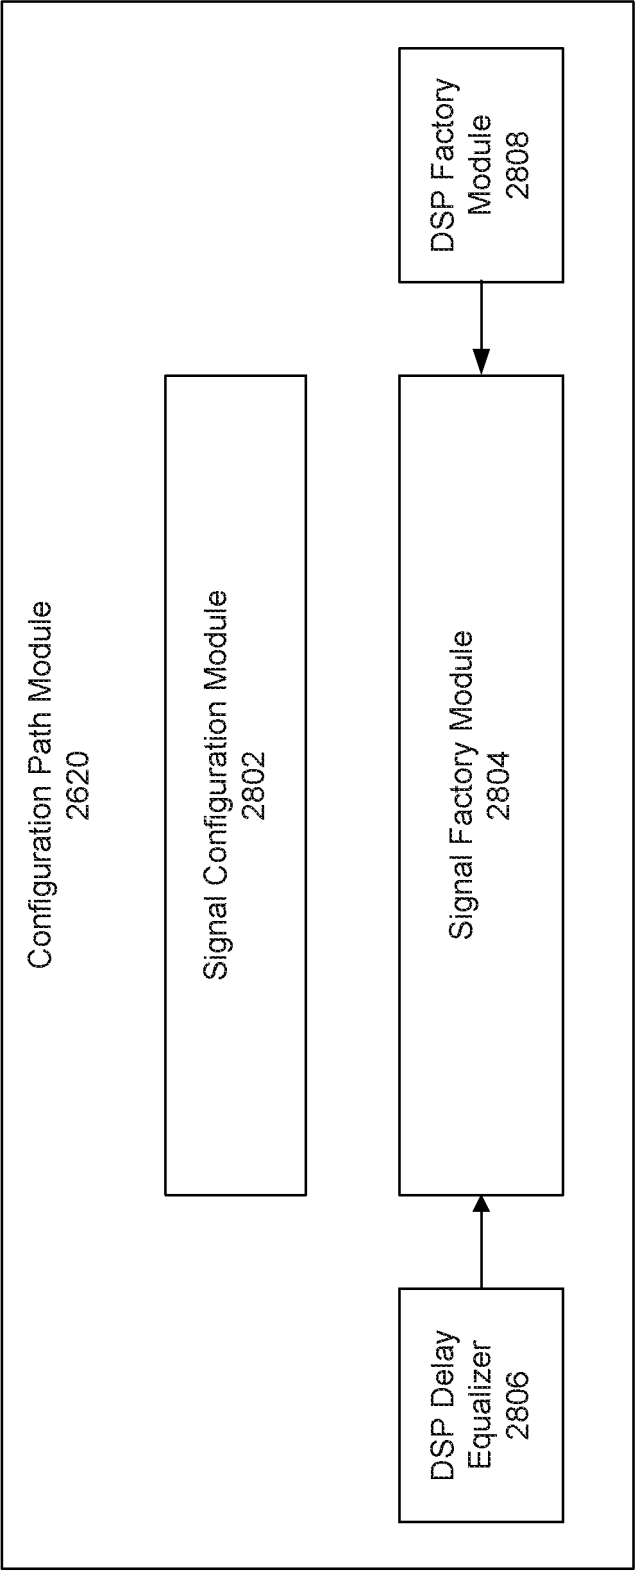 Configuration Path Module
2620
Signal Configuration Module
2802
DSP Delay
Equalizer
2806
Signal Factory Module
2804
DSP Factory
Module
2808